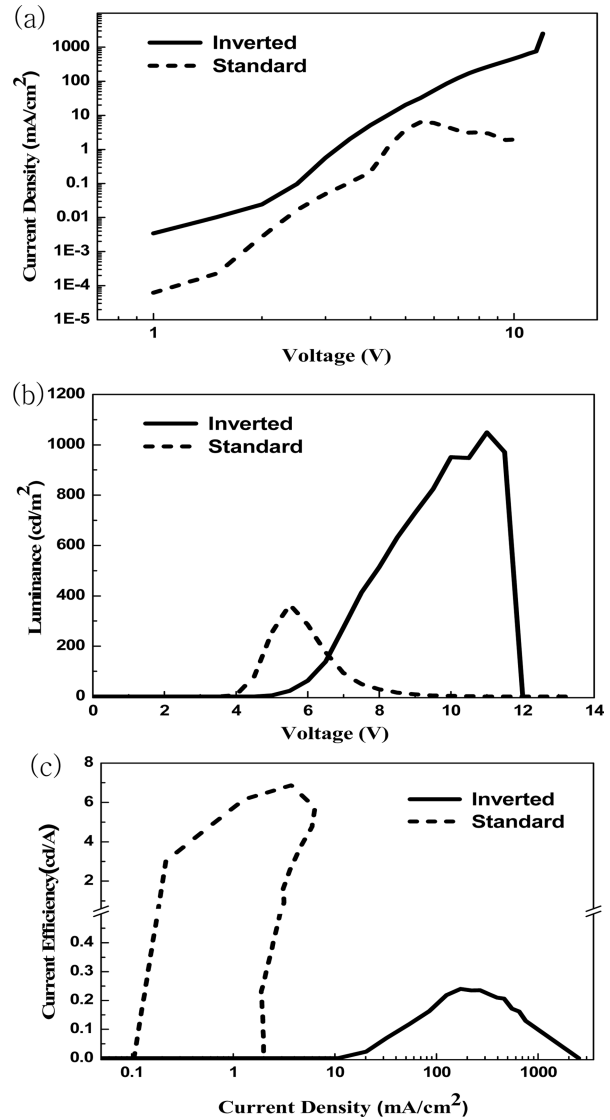 (a)
1000
100
10
1
0.1
0.01
1E-3
1E-4
1E-5
Current Density (mA/cm²)
Inverted
Standard
1 10
Voltage (V)
(b)
1200
1000
800
600
400
200
0
Luminance (cd/m²)
Inverted
Standard
0 2 4 6 8 10 12 14
Voltage (V)
(c)
8
6
4
2
0.4
0.2
0.2
0.1
0.0
Current Efficiency(cd/A)
Inverted
Standard
0.1 1 10 100 1000
Current Density (mA/cm²)